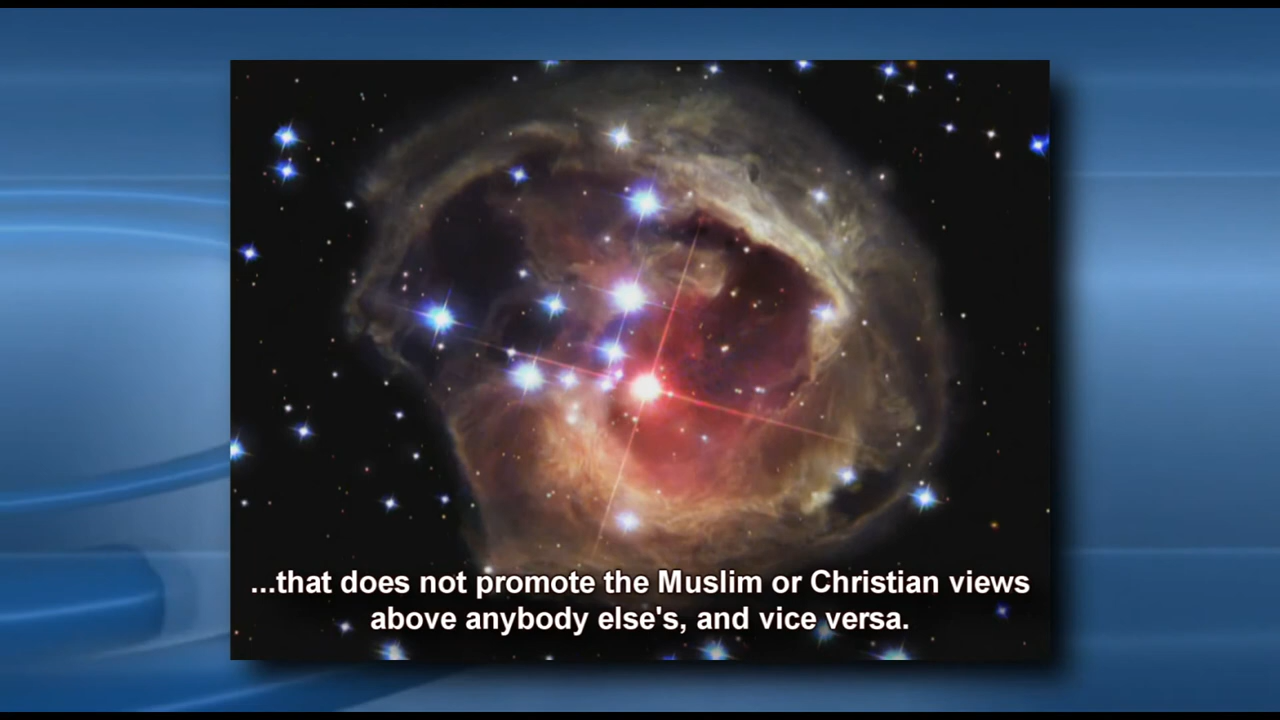 ...that does not promote the Muslim or Christian views
above anybody else's, and vice versa.